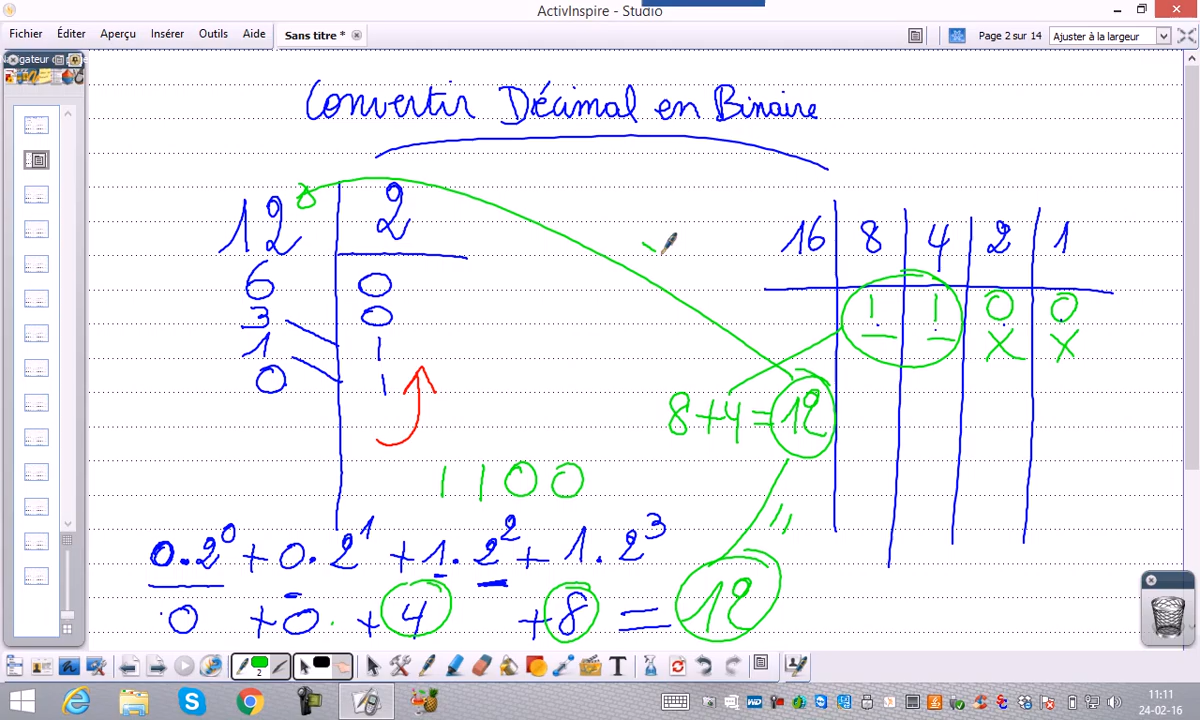 ActivInspire - Studio
Fichier Éditer Aperçu Insérer Outils Aide Sans titre * Page 2 sur 14 Ajuster à la largeur
Navigateur de
Convertir Décimal en Binaire
12 2
6 0
3 0
1 1
0 1
16 8 4 2 1
1 1 0 0
X X
8+4=12
1100
0.2⁰ + 0.2¹ + 1.2² + 1.2³
0 + 0 + 4 + 8 = 12
2
T
11:11
24-02-16